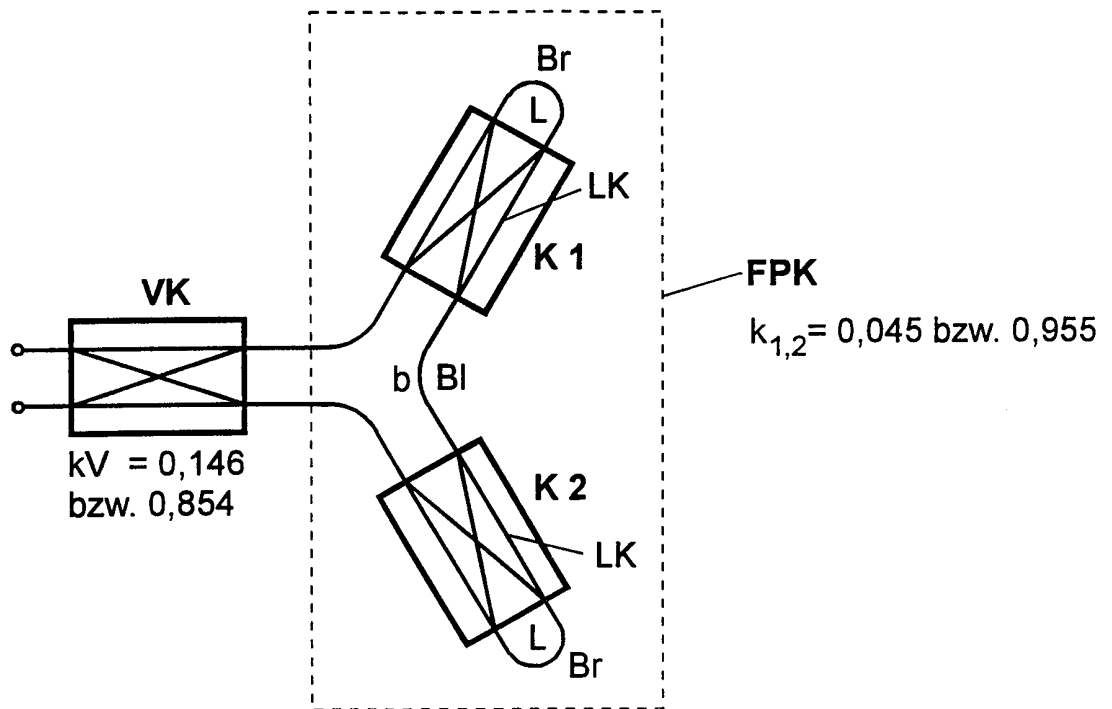 Br
L
LK
K 1
VK
FPK
k1,2= 0,045 bzw. 0,955
b
Bl
kV = 0,146
bzw. 0,854
K 2
LK
L
Br